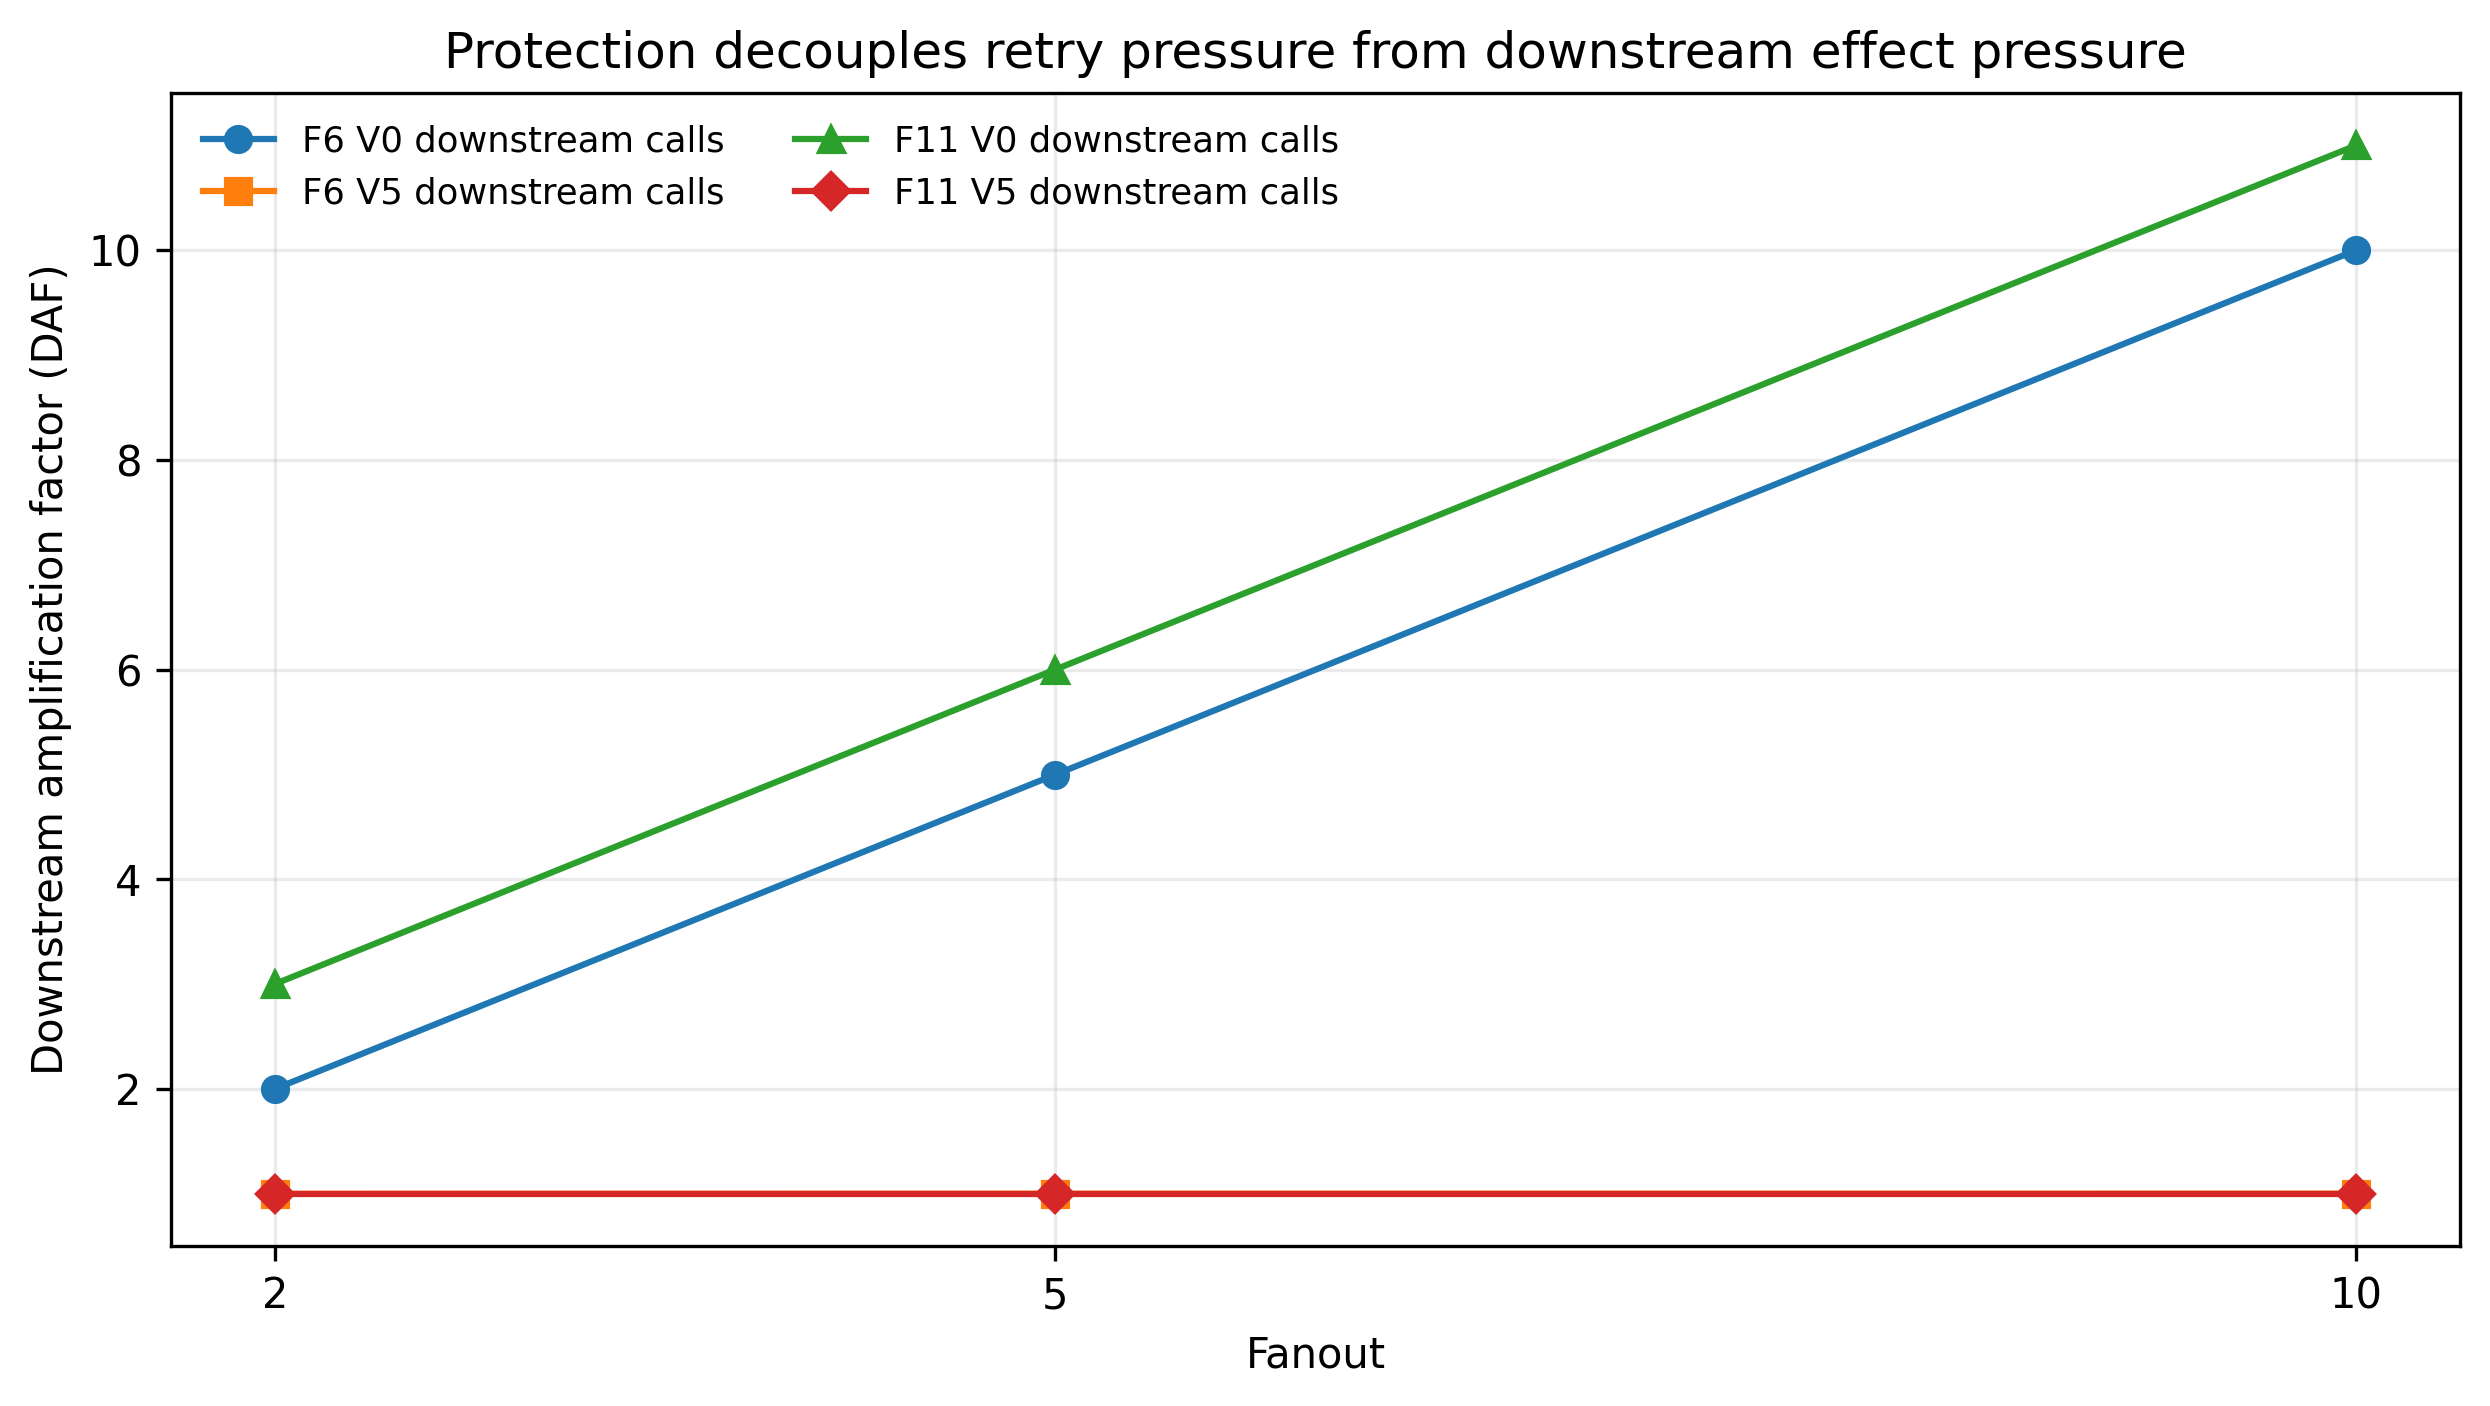 Protection decouples retry pressure from downstream effect pressure
F6 V0 downstream calls
F6 V5 downstream calls
F11 V0 downstream calls
F11 V5 downstream calls
Downstream amplification factor (DAF)
10
8
6
4
2
2
5
10
Fanout